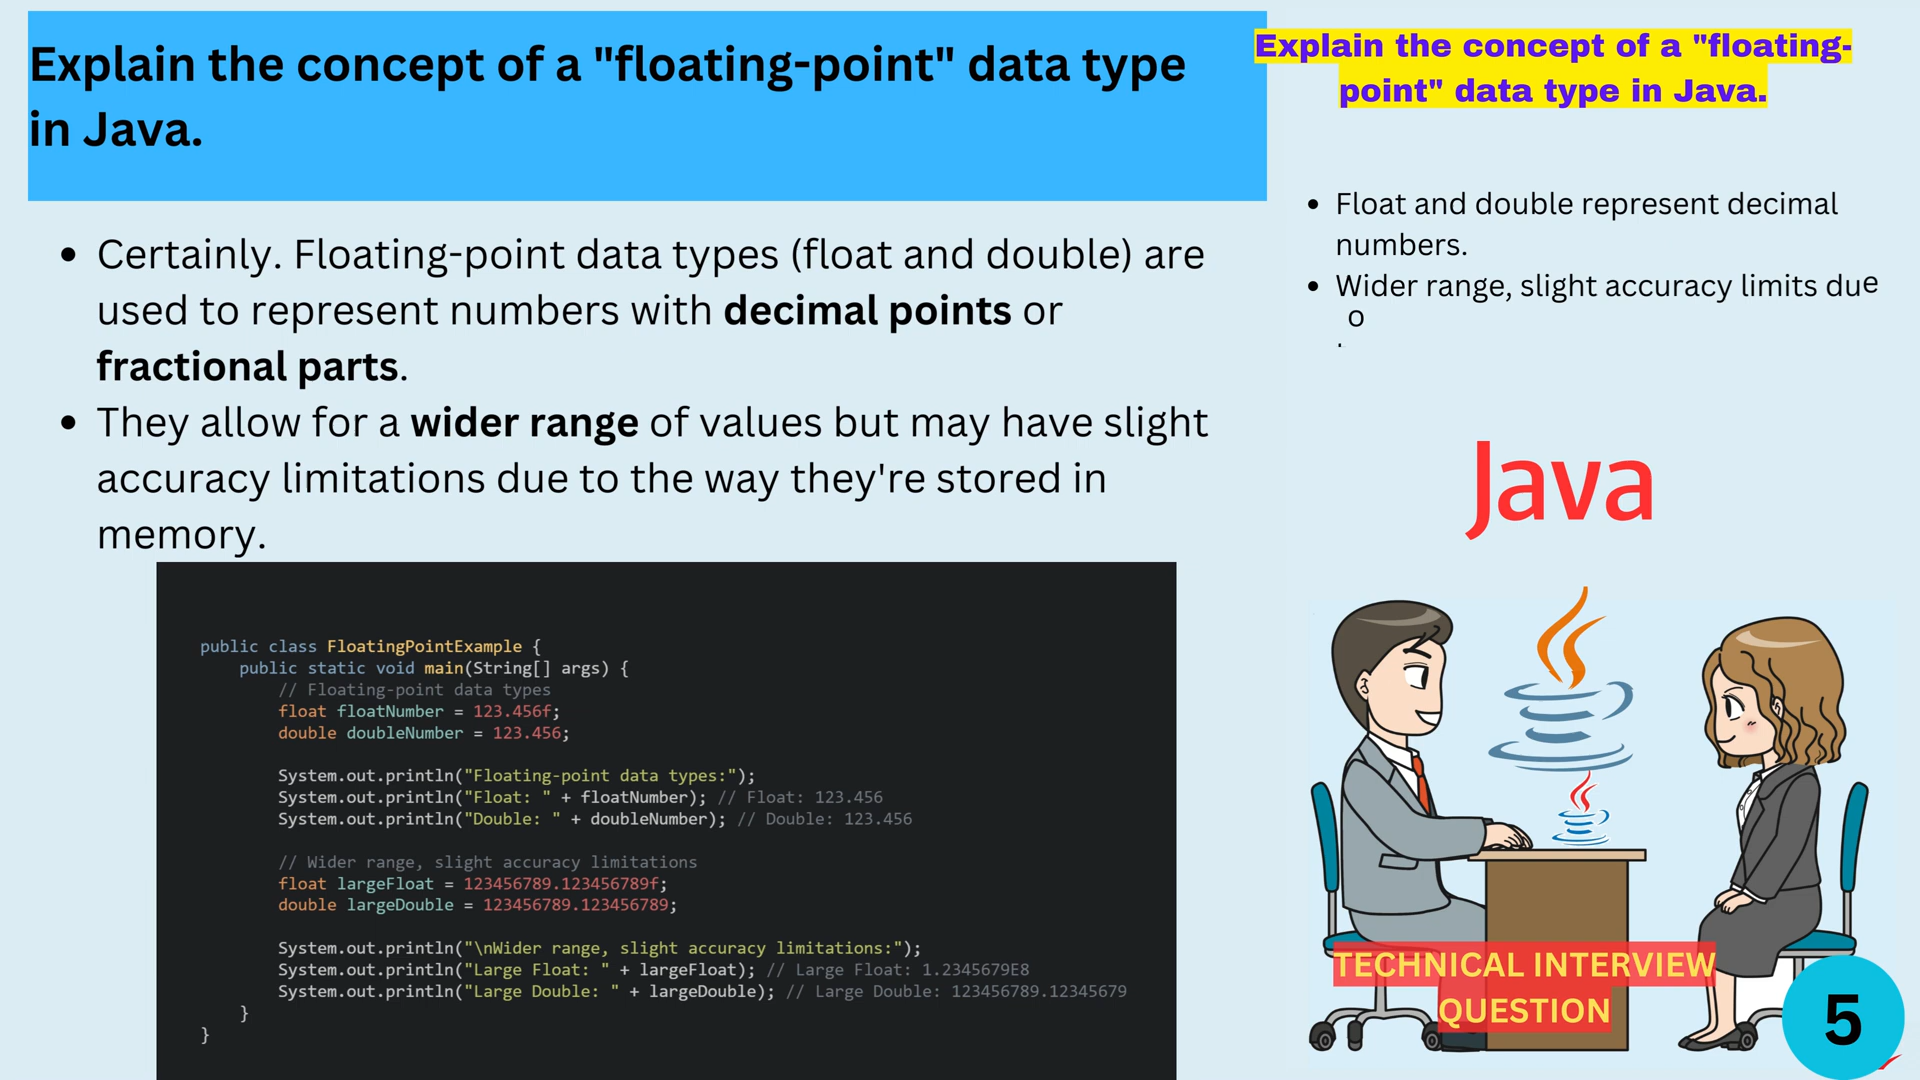 Explain the concept of a "floating-point" data type
in Java.
• Certainly. Floating-point data types (float and double) are
used to represent numbers with decimal points or
fractional parts.
• They allow for a wider range of values but may have slight
accuracy limitations due to the way they're stored in
memory.
public class FloatingPointExample {
    public static void main(String[] args) {
        // Floating-point data types
        float floatNumber = 123.456f;
        double doubleNumber = 123.456;
        System.out.println("Floating-point data types:");
        System.out.println("Float: " + floatNumber); // Float: 123.456
        System.out.println("Double: " + doubleNumber); // Double: 123.456
        // Wider range, slight accuracy limitations
        float largeFloat = 123456789.123456789f;
        double largeDouble = 123456789.123456789;
        System.out.println("\nWider range, slight accuracy limitations:");
        System.out.println("Large Float: " + largeFloat); // Large Float: 1.2345679E8
        System.out.println("Large Double: " + largeDouble); // Large Double: 123456789.12345679
    }
}
Explain the concept of a "floating-
point" data type in Java.
• Float and double represent decimal
numbers.
• Wider range, slight accuracy limits due
o
Java
TECHNICAL INTERVIEW
QUESTION
5